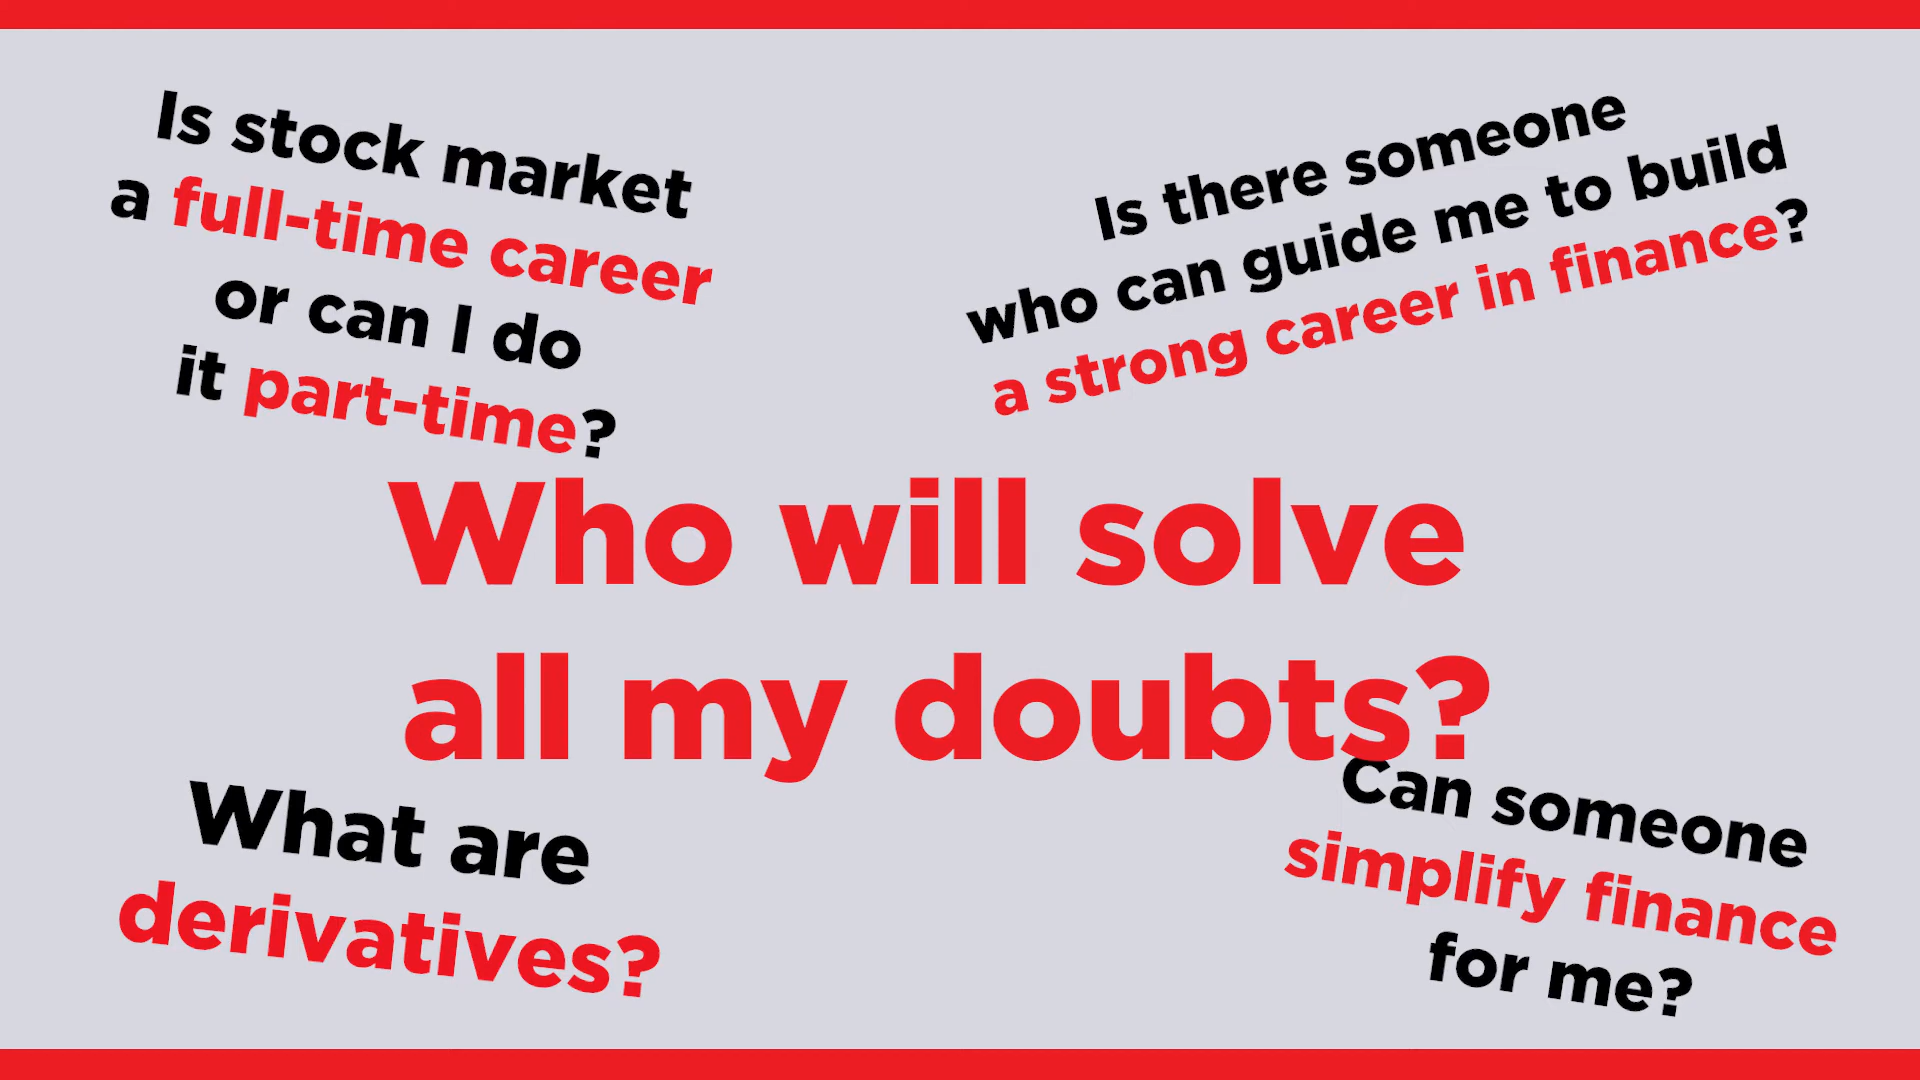 Is stock market
a full-time career
or can I do
it part-time?
Is there someone
who can guide me to build
a strong career in finance?
Who will solve
all my doubts?
What are
derivatives?
Can someone
simplify finance
for me?